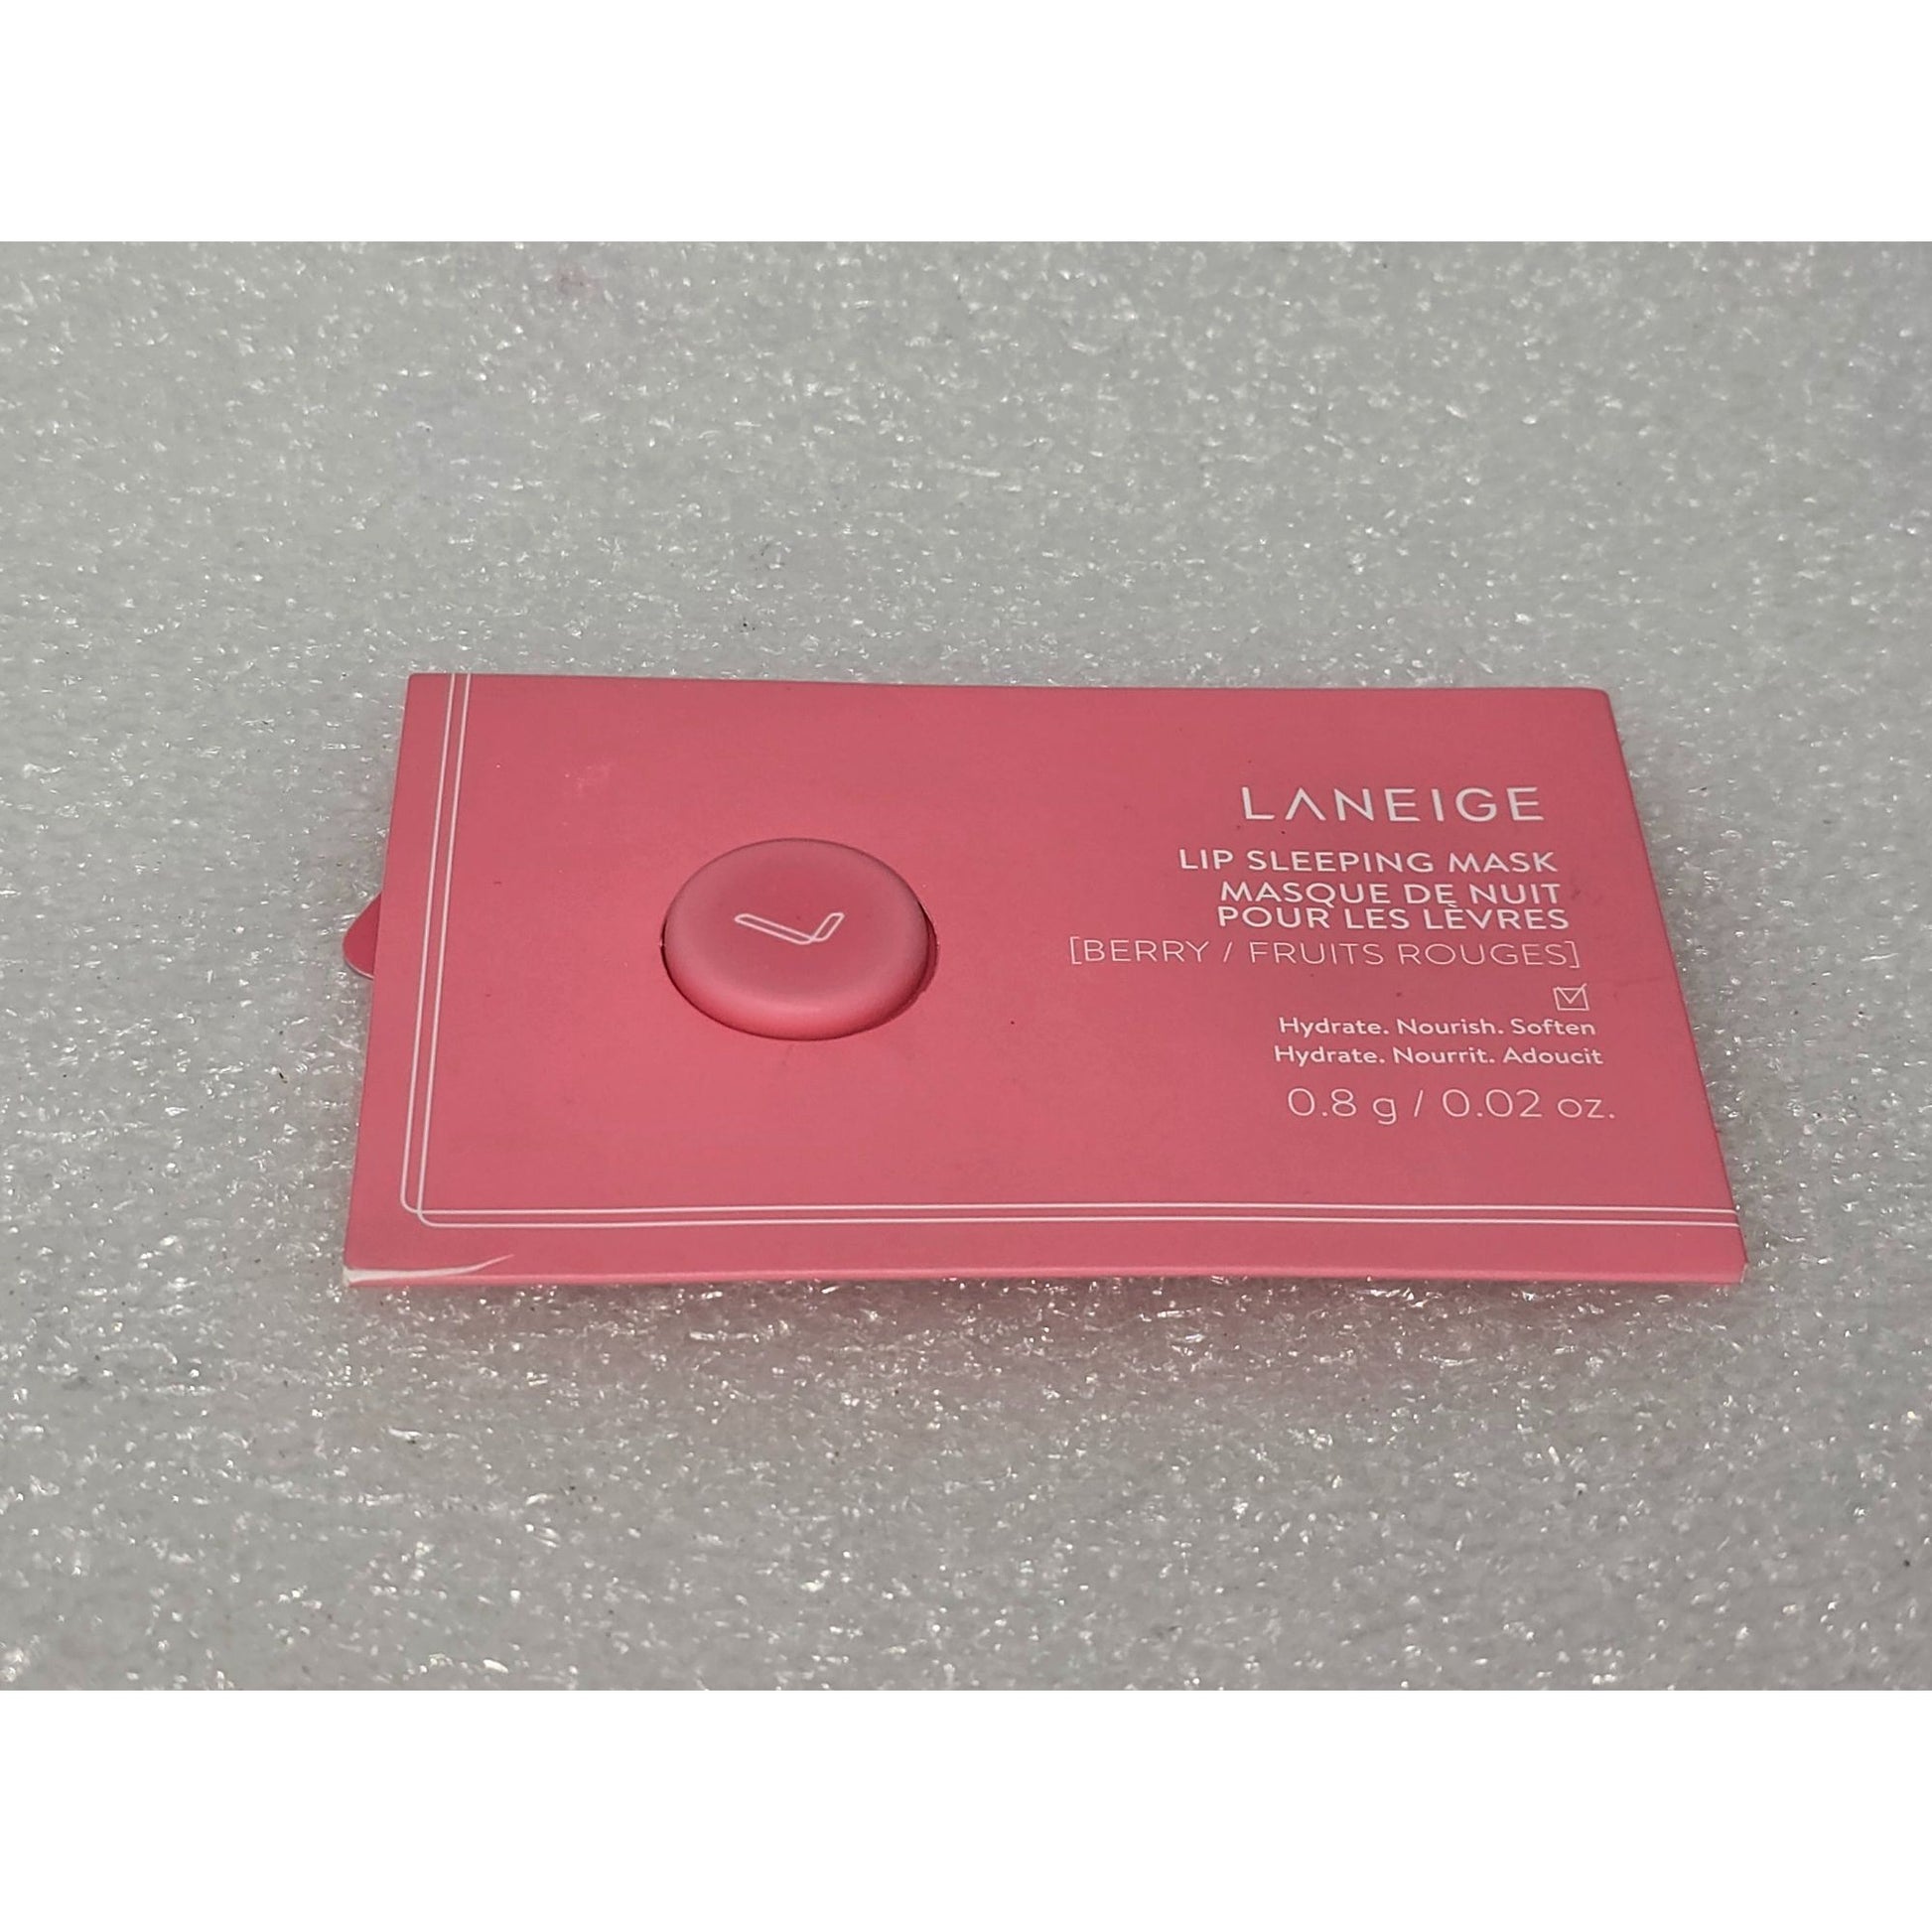 LANEIGE
LIP SLEEPING MASK
MASQUE DE NUIT
POUR LES LÈVRES
[BERRY / FRUITS ROUGES]
Hydrate. Nourish. Soften
Hydrate. Nourrit. Adoucit
0.8 g / 0.02 oz.